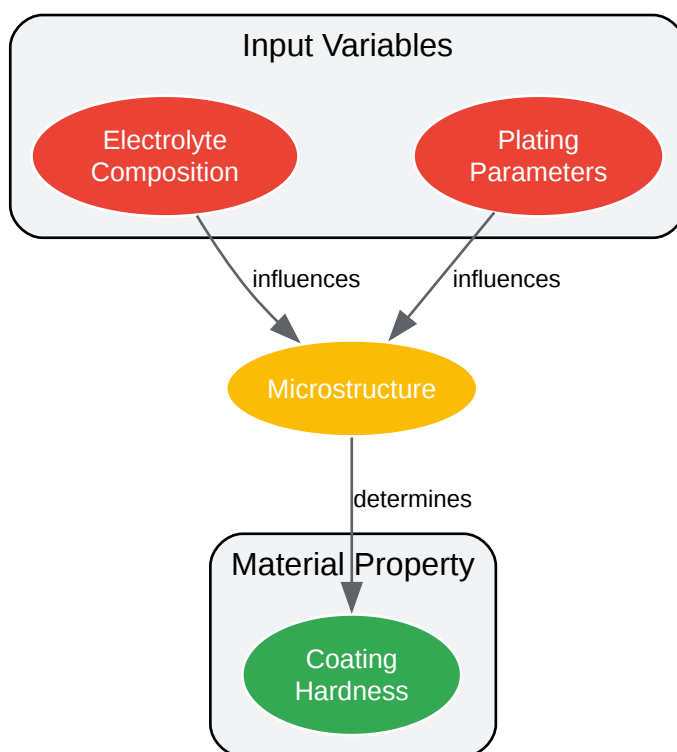 Input Variables
Electrolyte
Composition
Plating
Parameters
influences
influences
Microstructure
determines
Material Property
Coating
Hardness